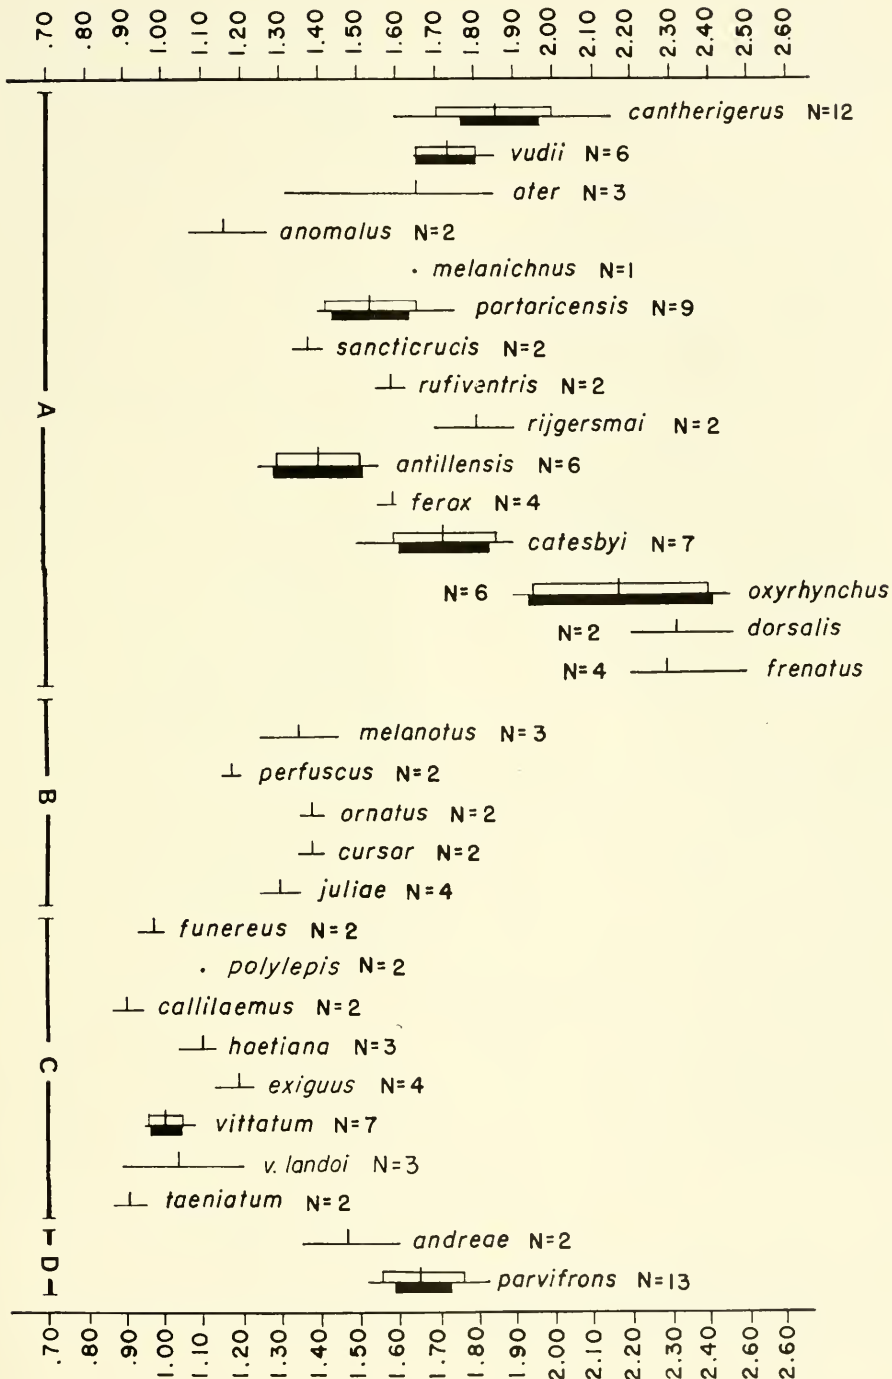 .70 .80 .90 1.00 1.10 1.20 1.30 1.40 1.50 1.60 1.70 1.80 1.90 2.00 2.10 2.20 2.30 2.40 2.50 2.60
A
cantherigerus N=12
vudii N=6
ater N=3
anomalus N=2
melanichnus N=1
portoricensis N=9
sancticrucis N=2
rufiventris N=2
rijgersmai N=2
antillensis N=6
ferox N=4
catesbyi N=7
N=6 oxyrhynchus
N=2 dorsalis
N=4 frenatus
B
melanotus N=3
perfuscus N=2
ornatus N=2
cursor N=2
juliae N=4
C
funereus N=2
polylepis N=2
callilaemus N=2
haetiana N=3
exiguus N=4
vittatum N=7
v. landoi N=3
taeniatum N=2
D
andreae N=2
parvifrons N=13
.70 .80 .90 1.00 1.10 1.20 1.30 1.40 1.50 1.60 1.70 1.80 1.90 2.00 2.10 2.20 2.30 2.40 2.50 2.60